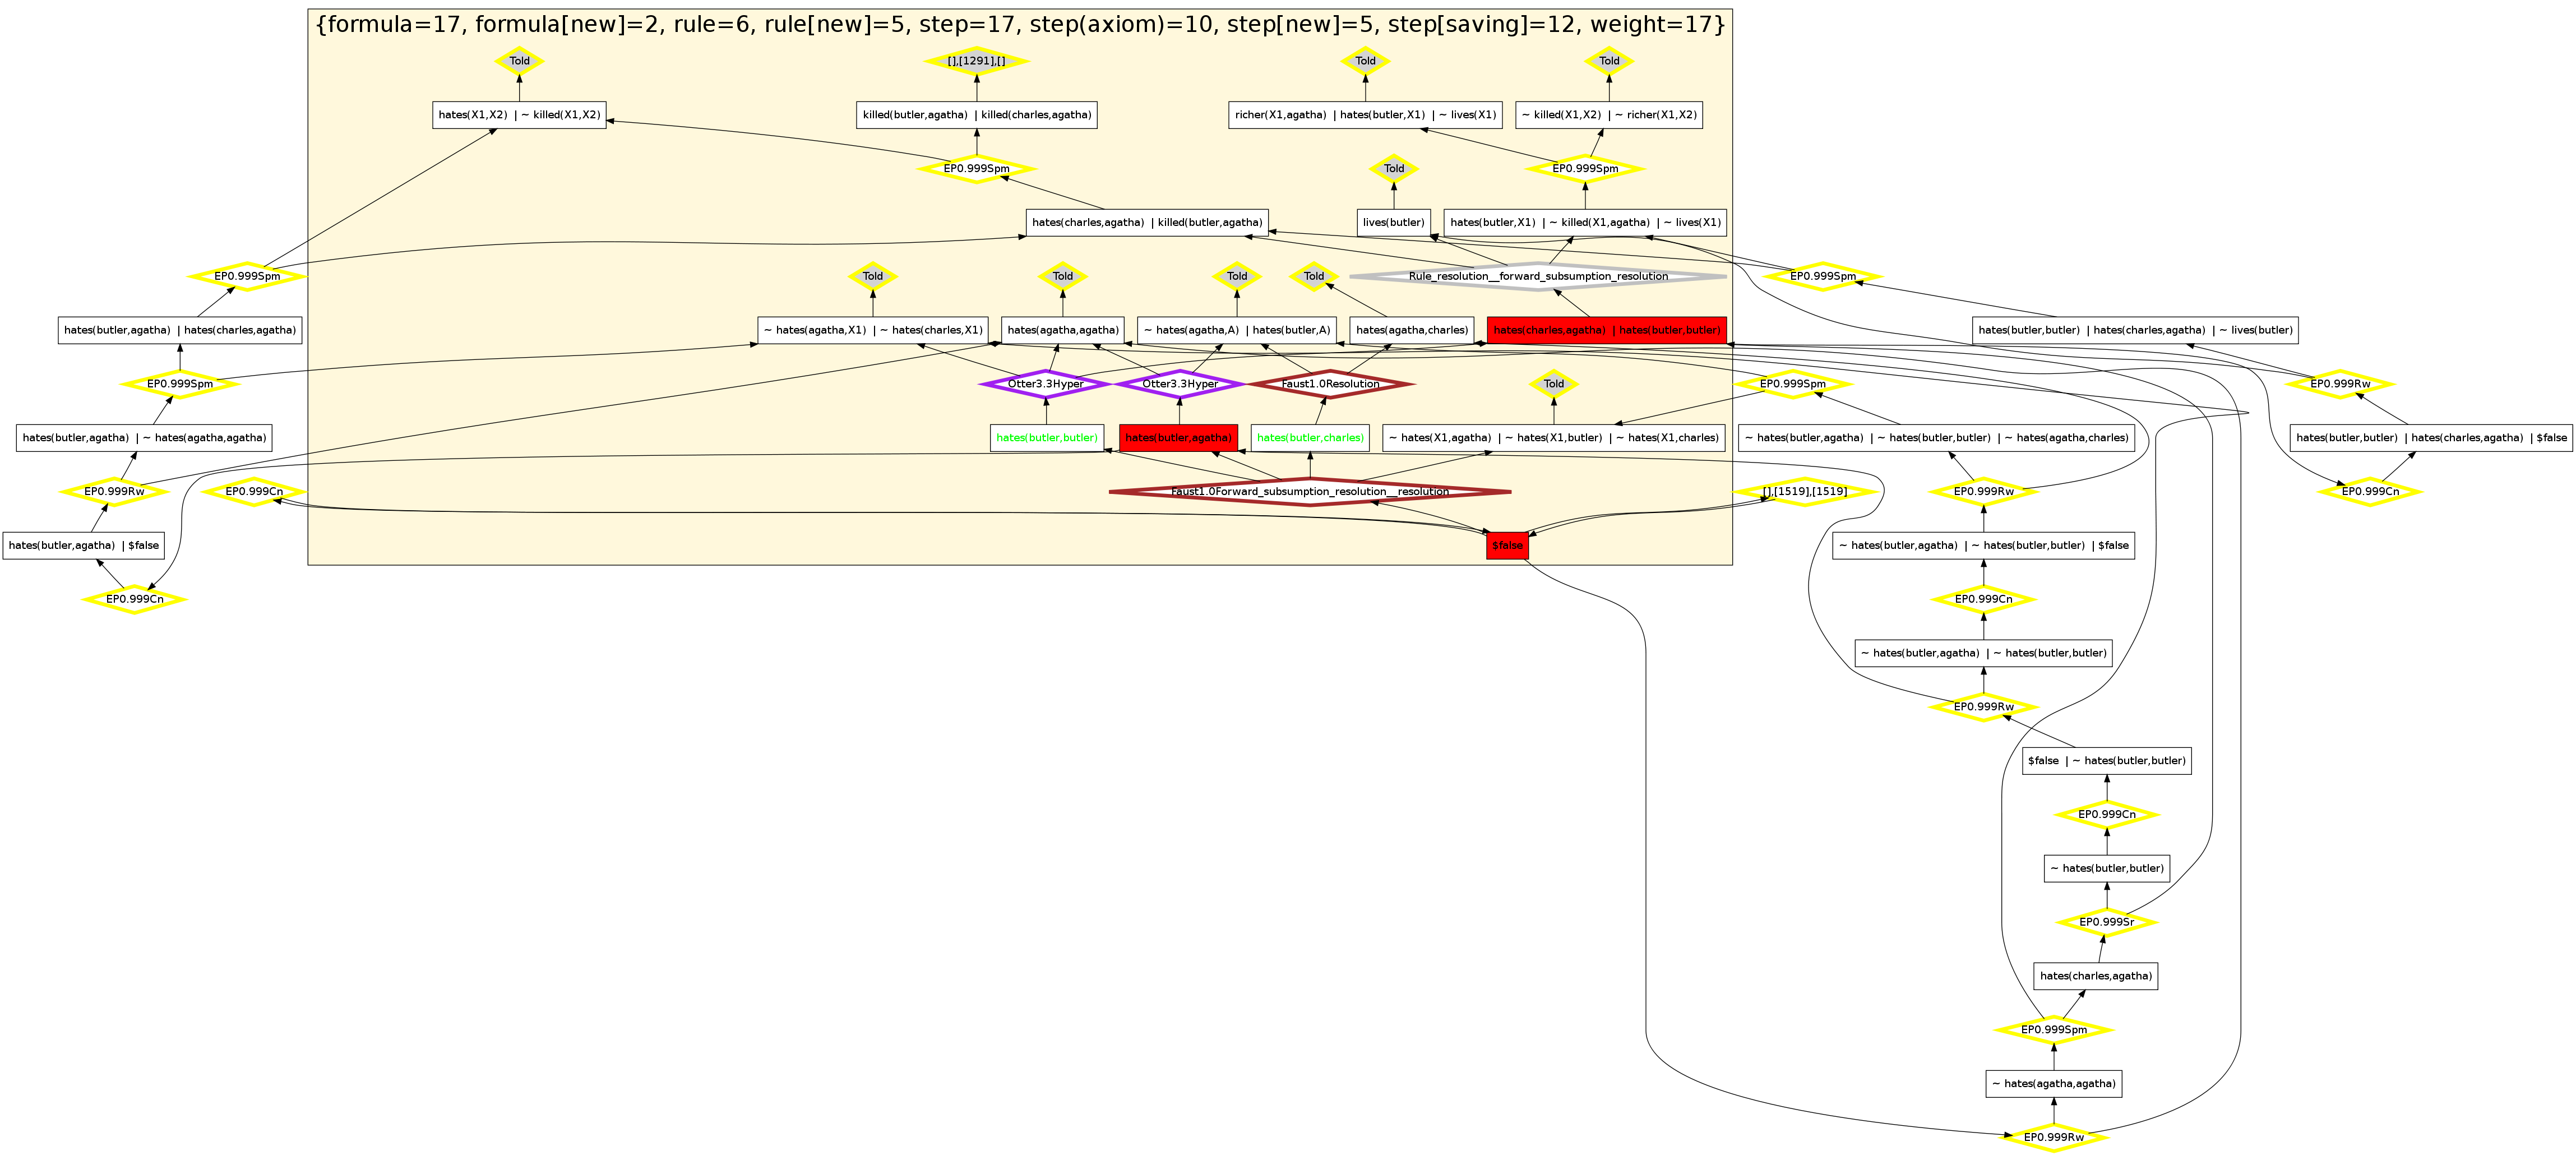 {formula=17, formula[new]=2, rule=6, rule[new]=5, step=17, step(axiom)=10, step[new]=5, step[saving]=12, weight=17}
Told
[],[1291],[]
Told
Told
hates(X1,X2) | ~ killed(X1,X2)
killed(butler,agatha) | killed(charles,agatha)
richer(X1,agatha) | hates(butler,X1) | ~ lives(X1)
~ killed(X1,X2) | ~ richer(X1,X2)
EP0.999Spm
Told
EP0.999Spm
hates(charles,agatha) | killed(butler,agatha)
lives(butler)
hates(butler,X1) | ~ killed(X1,agatha) | ~ lives(X1)
EP0.999Spm
Told
Told
Told
Told
Rule_resolution__forward_subsumption_resolution
EP0.999Spm
hates(butler,agatha) | hates(charles,agatha)
~ hates(agatha,X1) | ~ hates(charles,X1)
hates(agatha,agatha)
~ hates(agatha,A) | hates(butler,A)
hates(agatha,charles)
hates(charles,agatha) | hates(butler,butler)
hates(butler,butler) | hates(charles,agatha) | ~ lives(butler)
EP0.999Spm
Otter3.3Hyper
Otter3.3Hyper
Faust1.0Resolution
Told
EP0.999Spm
EP0.999Rw
hates(butler,agatha) | ~ hates(agatha,agatha)
hates(butler,butler)
hates(butler,agatha)
hates(butler,charles)
~ hates(X1,agatha) | ~ hates(X1,butler) | ~ hates(X1,charles)
~ hates(butler,agatha) | ~ hates(butler,butler) | ~ hates(agatha,charles)
hates(butler,butler) | hates(charles,agatha) | $false
EP0.999Rw
EP0.999Cn
Faust1.0Forward_subsumption_resolution__resolution
[],[1519],[1519]
EP0.999Rw
EP0.999Cn
hates(butler,agatha) | $false
$false
~ hates(butler,agatha) | ~ hates(butler,butler) | $false
EP0.999Cn
EP0.999Cn
~ hates(butler,agatha) | ~ hates(butler,butler)
EP0.999Rw
$false | ~ hates(butler,butler)
EP0.999Cn
~ hates(butler,butler)
EP0.999Sr
hates(charles,agatha)
EP0.999Spm
~ hates(agatha,agatha)
EP0.999Rw